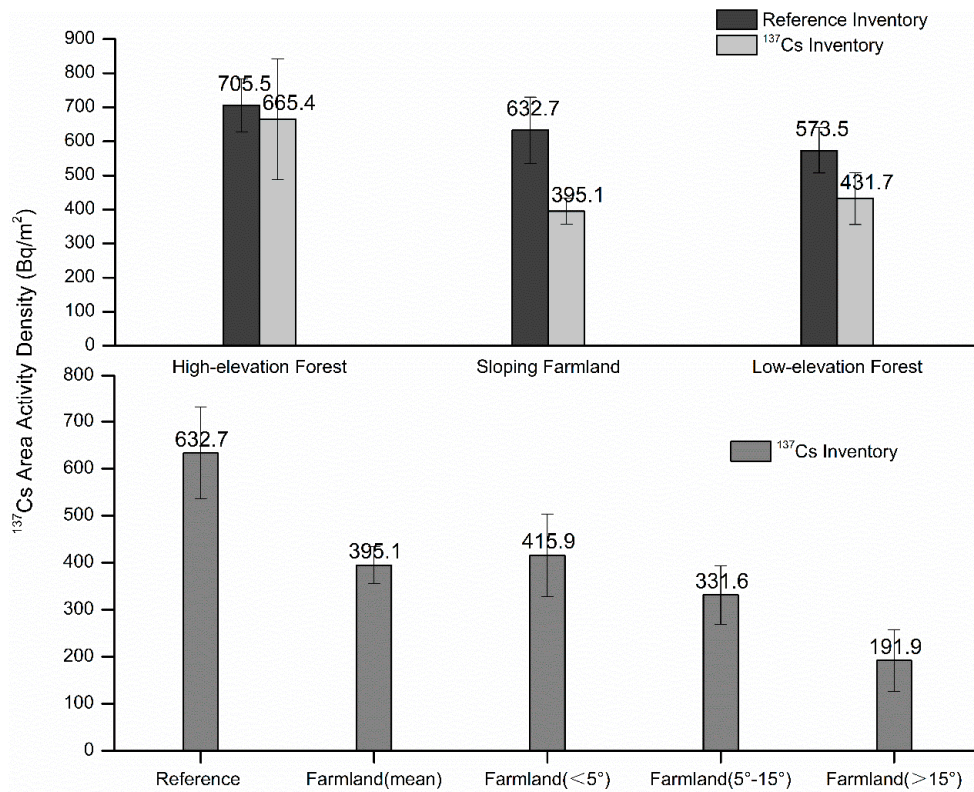 Reference Inventory
¹³⁷Cs Inventory
900
800
700
600
500
400
300
200
100
0
705.5
665.4
632.7
395.1
573.5
431.7
High-elevation Forest
Sloping Farmland
Low-elevation Forest
¹³⁷Cs Area Activity Density (Bq/m²)
800
700
600
500
400
300
200
100
0
¹³⁷Cs Inventory
632.7
395.1
415.9
331.6
191.9
Reference
Farmland(mean)
Farmland(<5°)
Farmland(5°-15°)
Farmland(>15°)